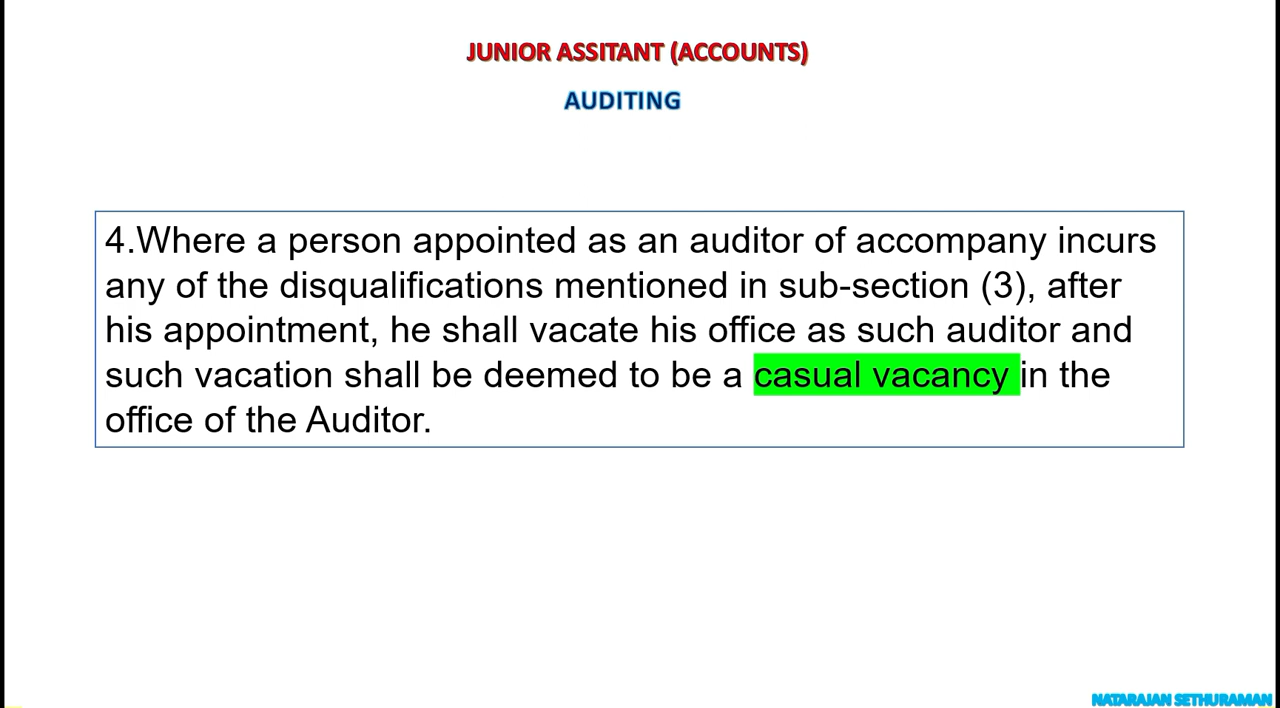 JUNIOR ASSITANT (ACCOUNTS)
AUDITING
4.Where a person appointed as an auditor of accompany incurs
any of the disqualifications mentioned in sub-section (3), after
his appointment, he shall vacate his office as such auditor and
such vacation shall be deemed to be a casual vacancy in the
office of the Auditor.
NATARAJAN SETHURAMAN